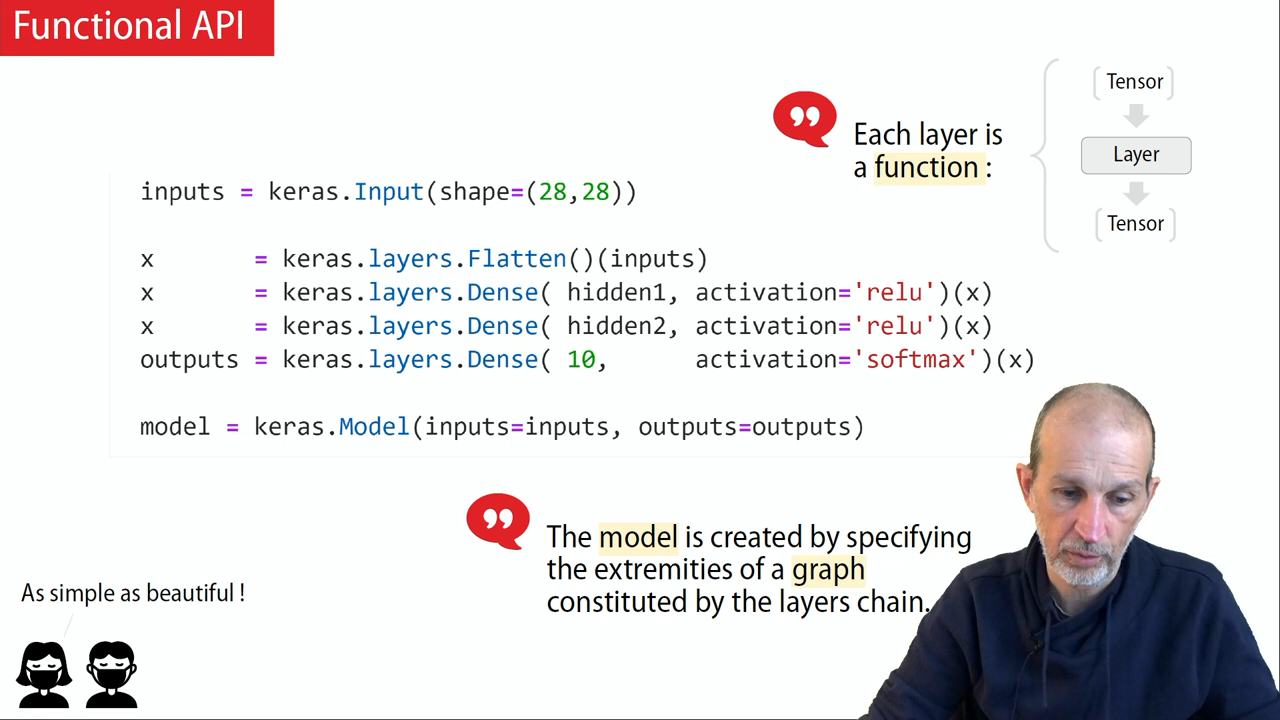 Functional API
Each layer is
a function :
Tensor
Layer
Tensor
inputs = keras.Input(shape=(28,28))
x = keras.layers.Flatten()(inputs)
x = keras.layers.Dense( hidden1, activation='relu')(x)
x = keras.layers.Dense( hidden2, activation='relu')(x)
outputs = keras.layers.Dense( 10, activation='softmax')(x)
model = keras.Model(inputs=inputs, outputs=outputs)
The model is created by specifying
the extremities of a graph
constituted by the layers chain.
As simple as beautiful !